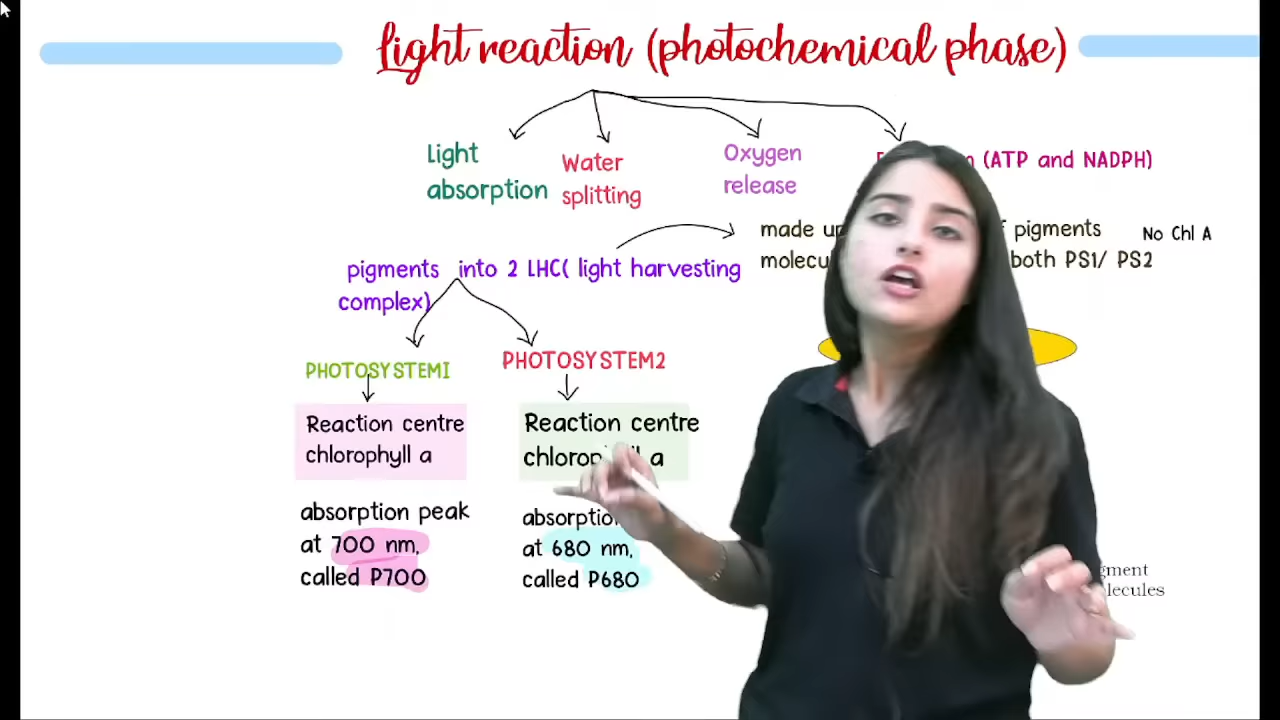 Light reaction (photochemical phase)
Light
absorption
Water
splitting
Oxygen
release
(ATP and NADPH)
made up
pigments
No Chl A
both PS1/ PS2
pigments into 2 LHC( light harvesting
complex)
PHOTOSYSTEM1
PHOTOSYSTEM2
Reaction centre
chlorophyll a
Reaction centre
a
absorption peak
at 700 nm,
called P700
at 680 nm,
called P680